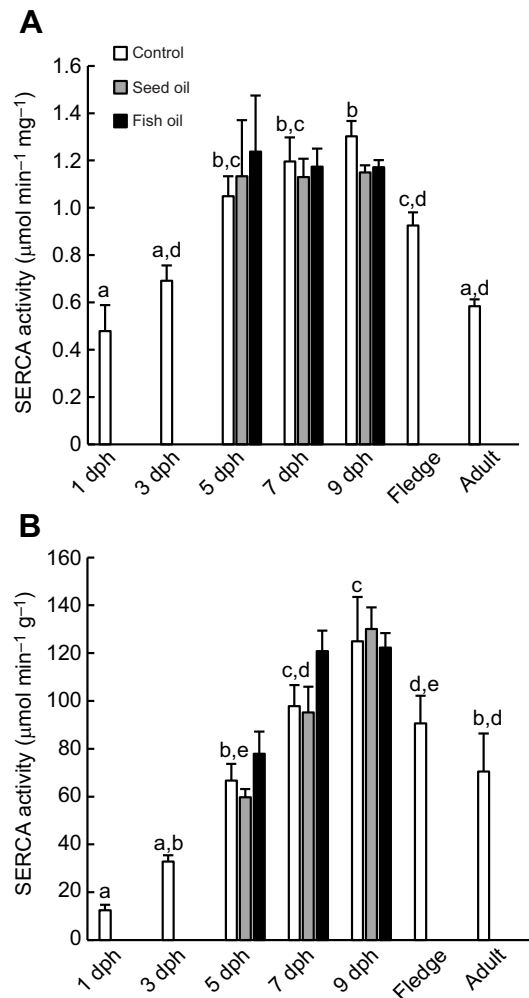 A
Control
Seed oil
Fish oil
SERCA activity (µmol min⁻¹ mg⁻¹)
1.6
1.4
1.2
1.0
0.8
0.6
0.4
0.2
0
a
a,d
b,c
b,c
b
c,d
a,d
1 dph
3 dph
5 dph
7 dph
9 dph
Fledge
Adult
B
SERCA activity (µmol min⁻¹ g⁻¹)
160
140
120
100
80
60
40
20
0
a
a,b
b,e
c,d
c
d,e
b,d
1 dph
3 dph
5 dph
7 dph
9 dph
Fledge
Adult